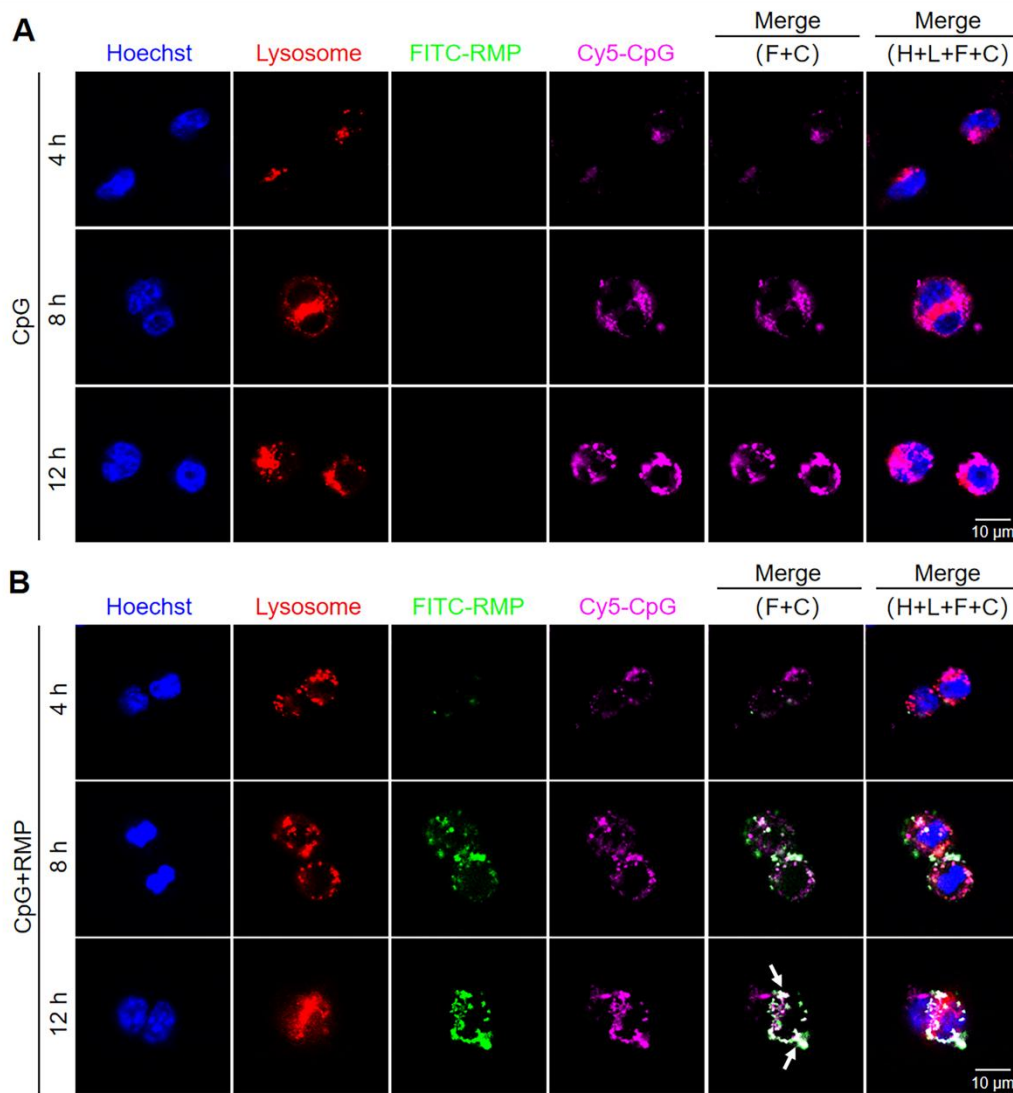 A
Hoechst Lysosome FITC-RMP Cy5-CpG Merge (F+C) Merge (H+L+F+C)
CpG
4 h
8 h
12 h
10 µm
B
Hoechst Lysosome FITC-RMP Cy5-CpG Merge (F+C) Merge (H+L+F+C)
CpG+RMP
4 h
8 h
12 h
10 µm